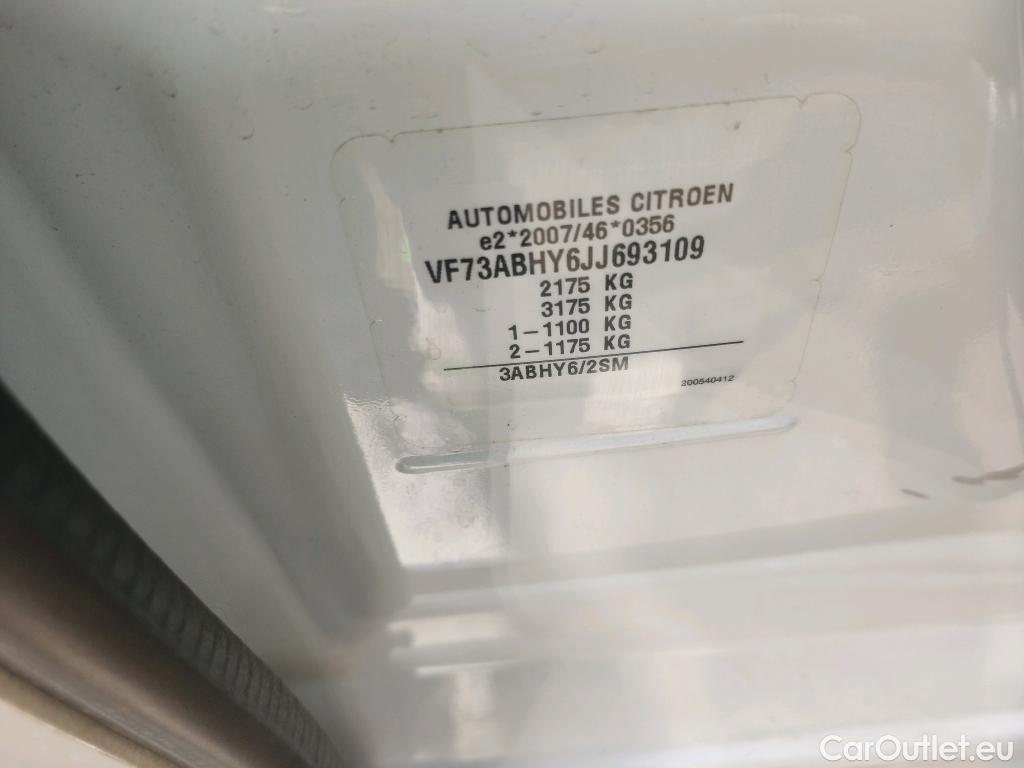 AUTOMOBILES CITROEN
e2*2007/46*0356
VF73ABHY6JJ693109
2175 KG
3175 KG
1-1100 KG
2-1175 KG
3ABHY6/2SM
200540412
CarOutlet.eu